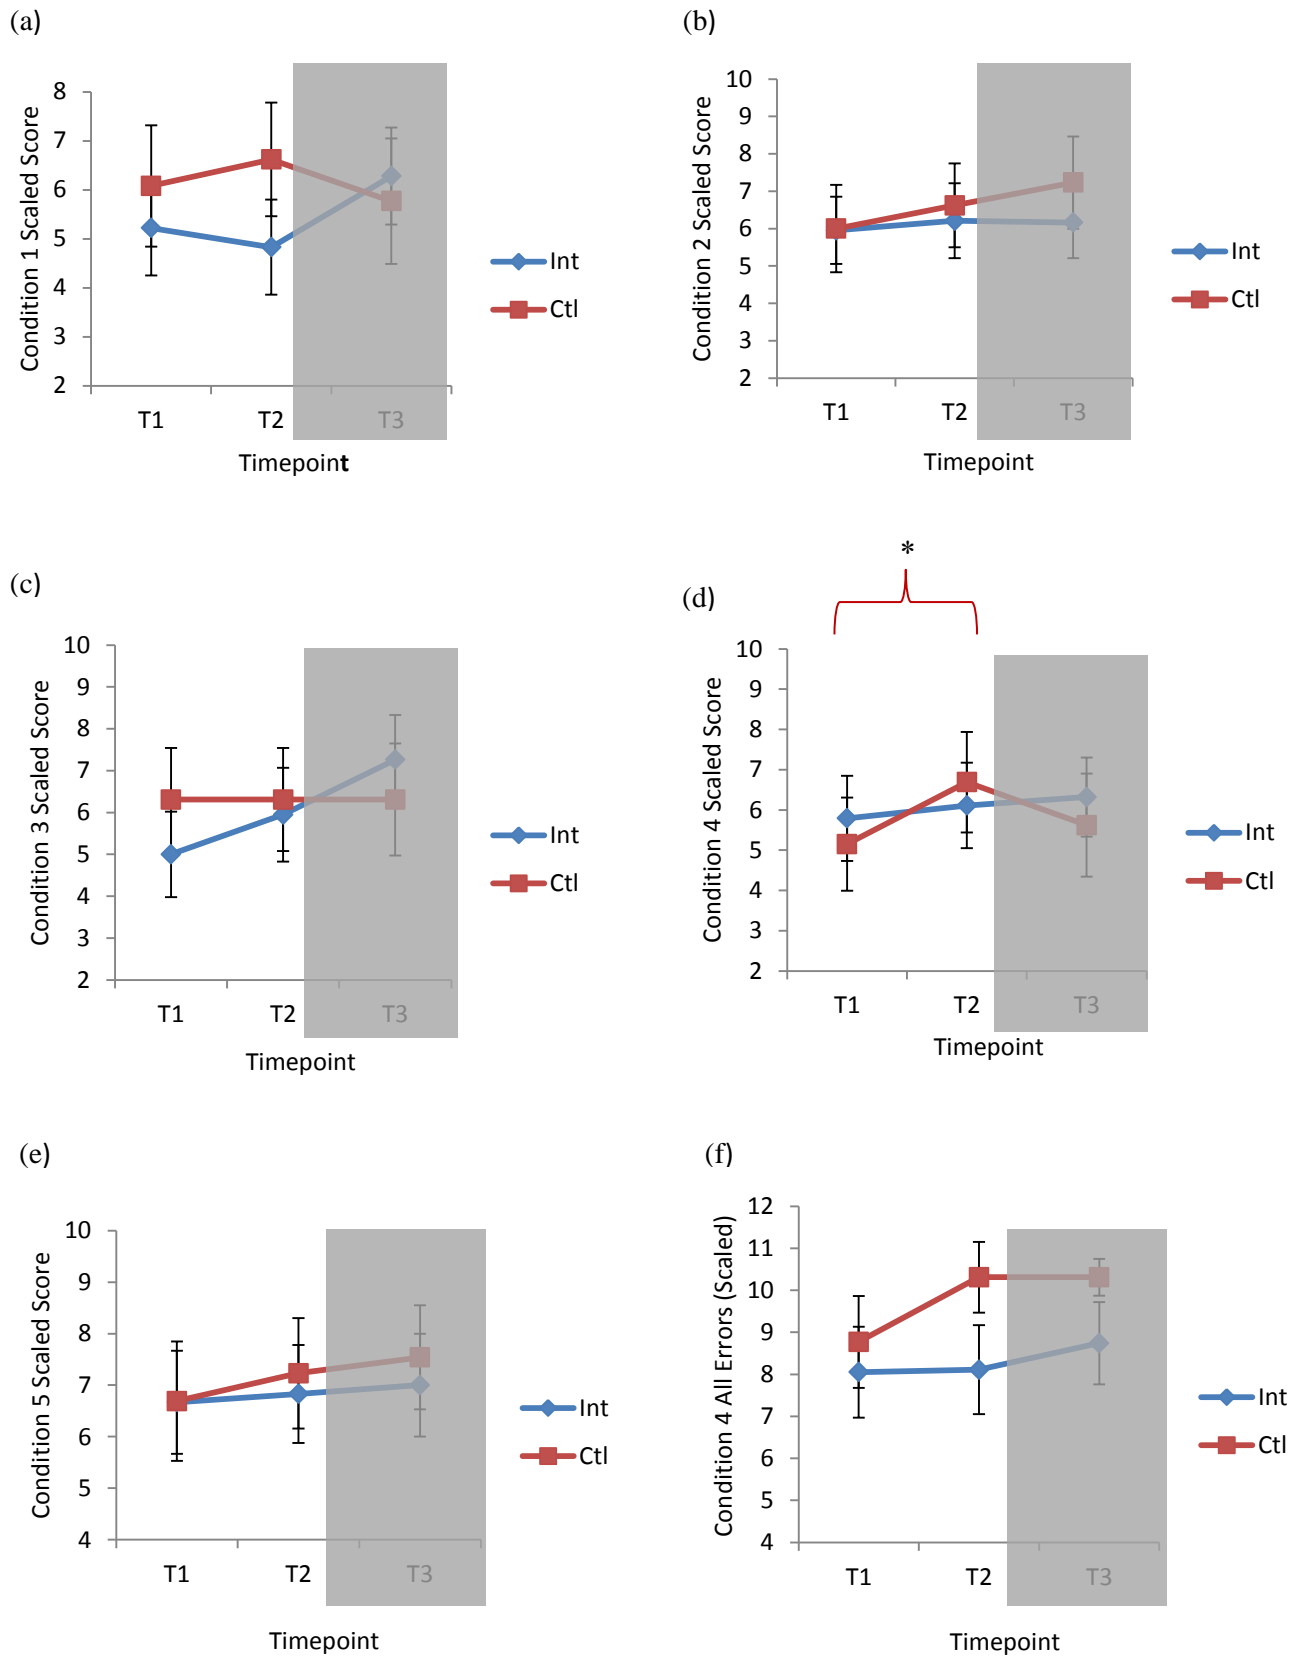 (a)
Condition 1 Scaled Score
8
7
6
5
4
3
2
T1 T2 T3
Timepoint
Int
Ctl
(b)
Condition 2 Scaled Score
10
9
8
7
6
5
4
3
2
T1 T2 T3
Timepoint
Int
Ctl
(c)
Condition 3 Scaled Score
10
9
8
7
6
5
4
3
2
T1 T2 T3
Timepoint
Int
Ctl
*
(d)
Condition 4 Scaled Score
10
9
8
7
6
5
4
3
2
T1 T2 T3
Timepoint
Int
Ctl
(e)
Condition 5 Scaled Score
10
9
8
7
6
5
4
T1 T2 T3
Timepoint
Int
Ctl
(f)
Condition 4 All Errors (Scaled)
12
11
10
9
8
7
6
5
4
T1 T2 T3
Timepoint
Int
Ctl